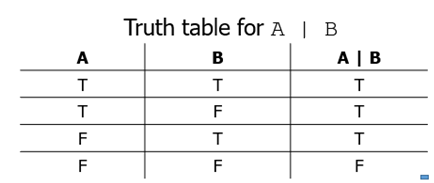 Truth table for A | B
A B A | B
T T T
T F T
F T T
F F F